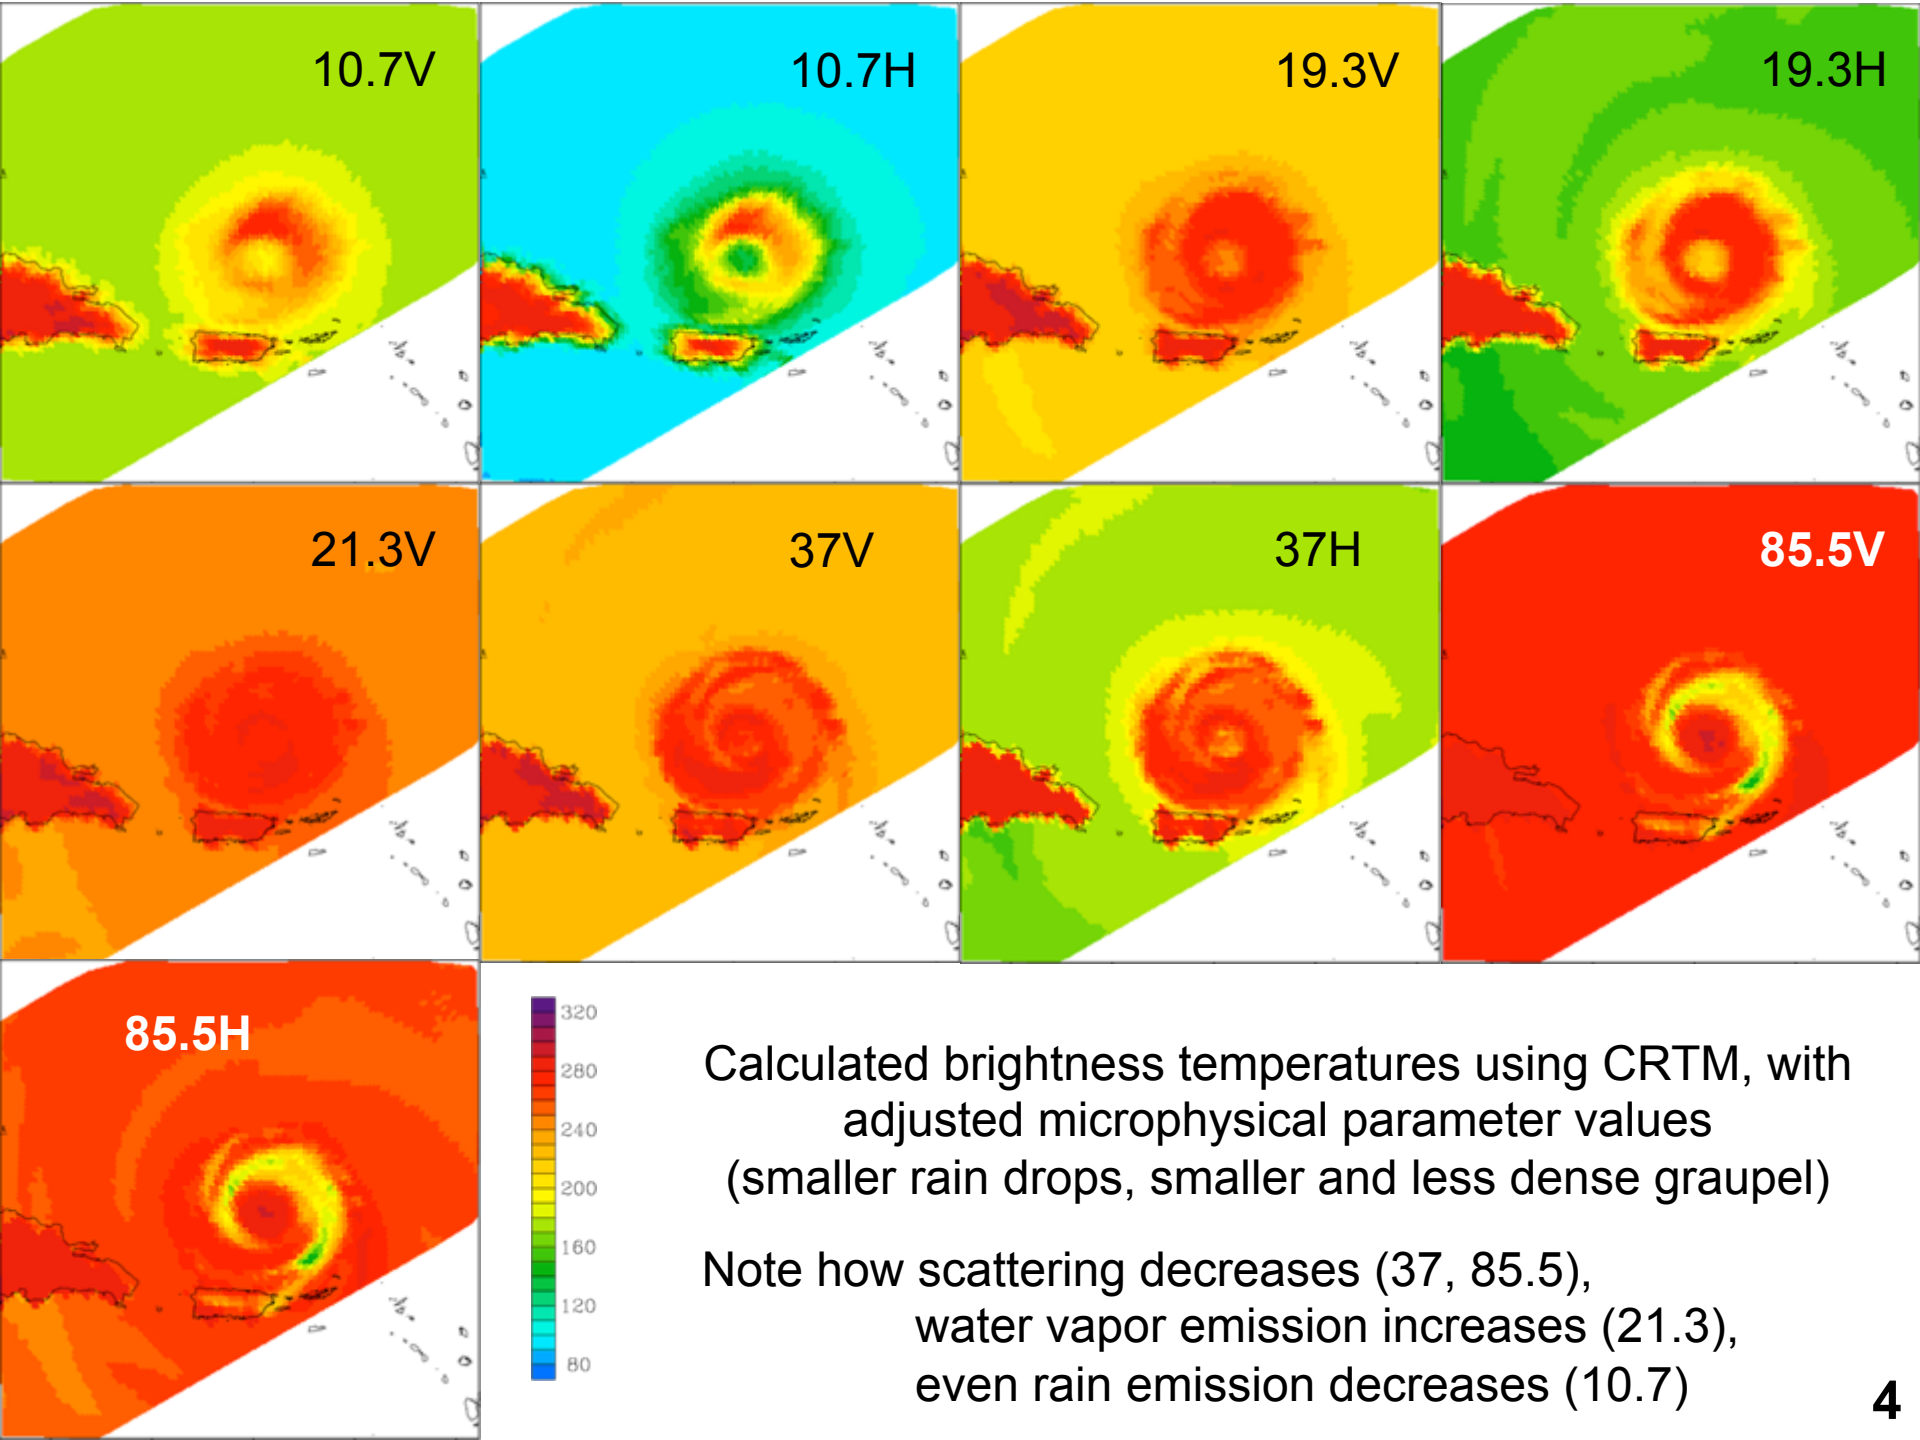 10.7V
10.7H
19.3V
19.3H
21.3V
37V
37H
85.5V
85.5H
320
280
240
200
160
120
80
Calculated brightness temperatures using CRTM, with
adjusted microphysical parameter values
(smaller rain drops, smaller and less dense graupel)
Note how scattering decreases (37, 85.5),
water vapor emission increases (21.3),
even rain emission decreases (10.7)
4